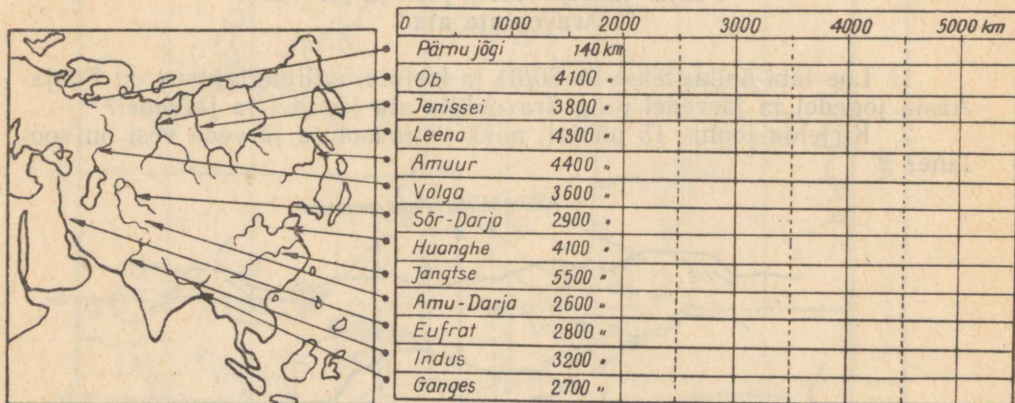 0 1000 2000 3000 4000 5000 km
Pärnu jõgi 140 km
Ob 4100 "
Jenissei 3800 "
Leena 4300 "
Amuur 4400 "
Volga 3600 "
Sõr-Darja 2900 "
Huanghe 4100 "
Jangtse 5500 "
Amu-Darja 2600 "
Eufrat 2800 "
Indus 3200 "
Ganges 2700 "